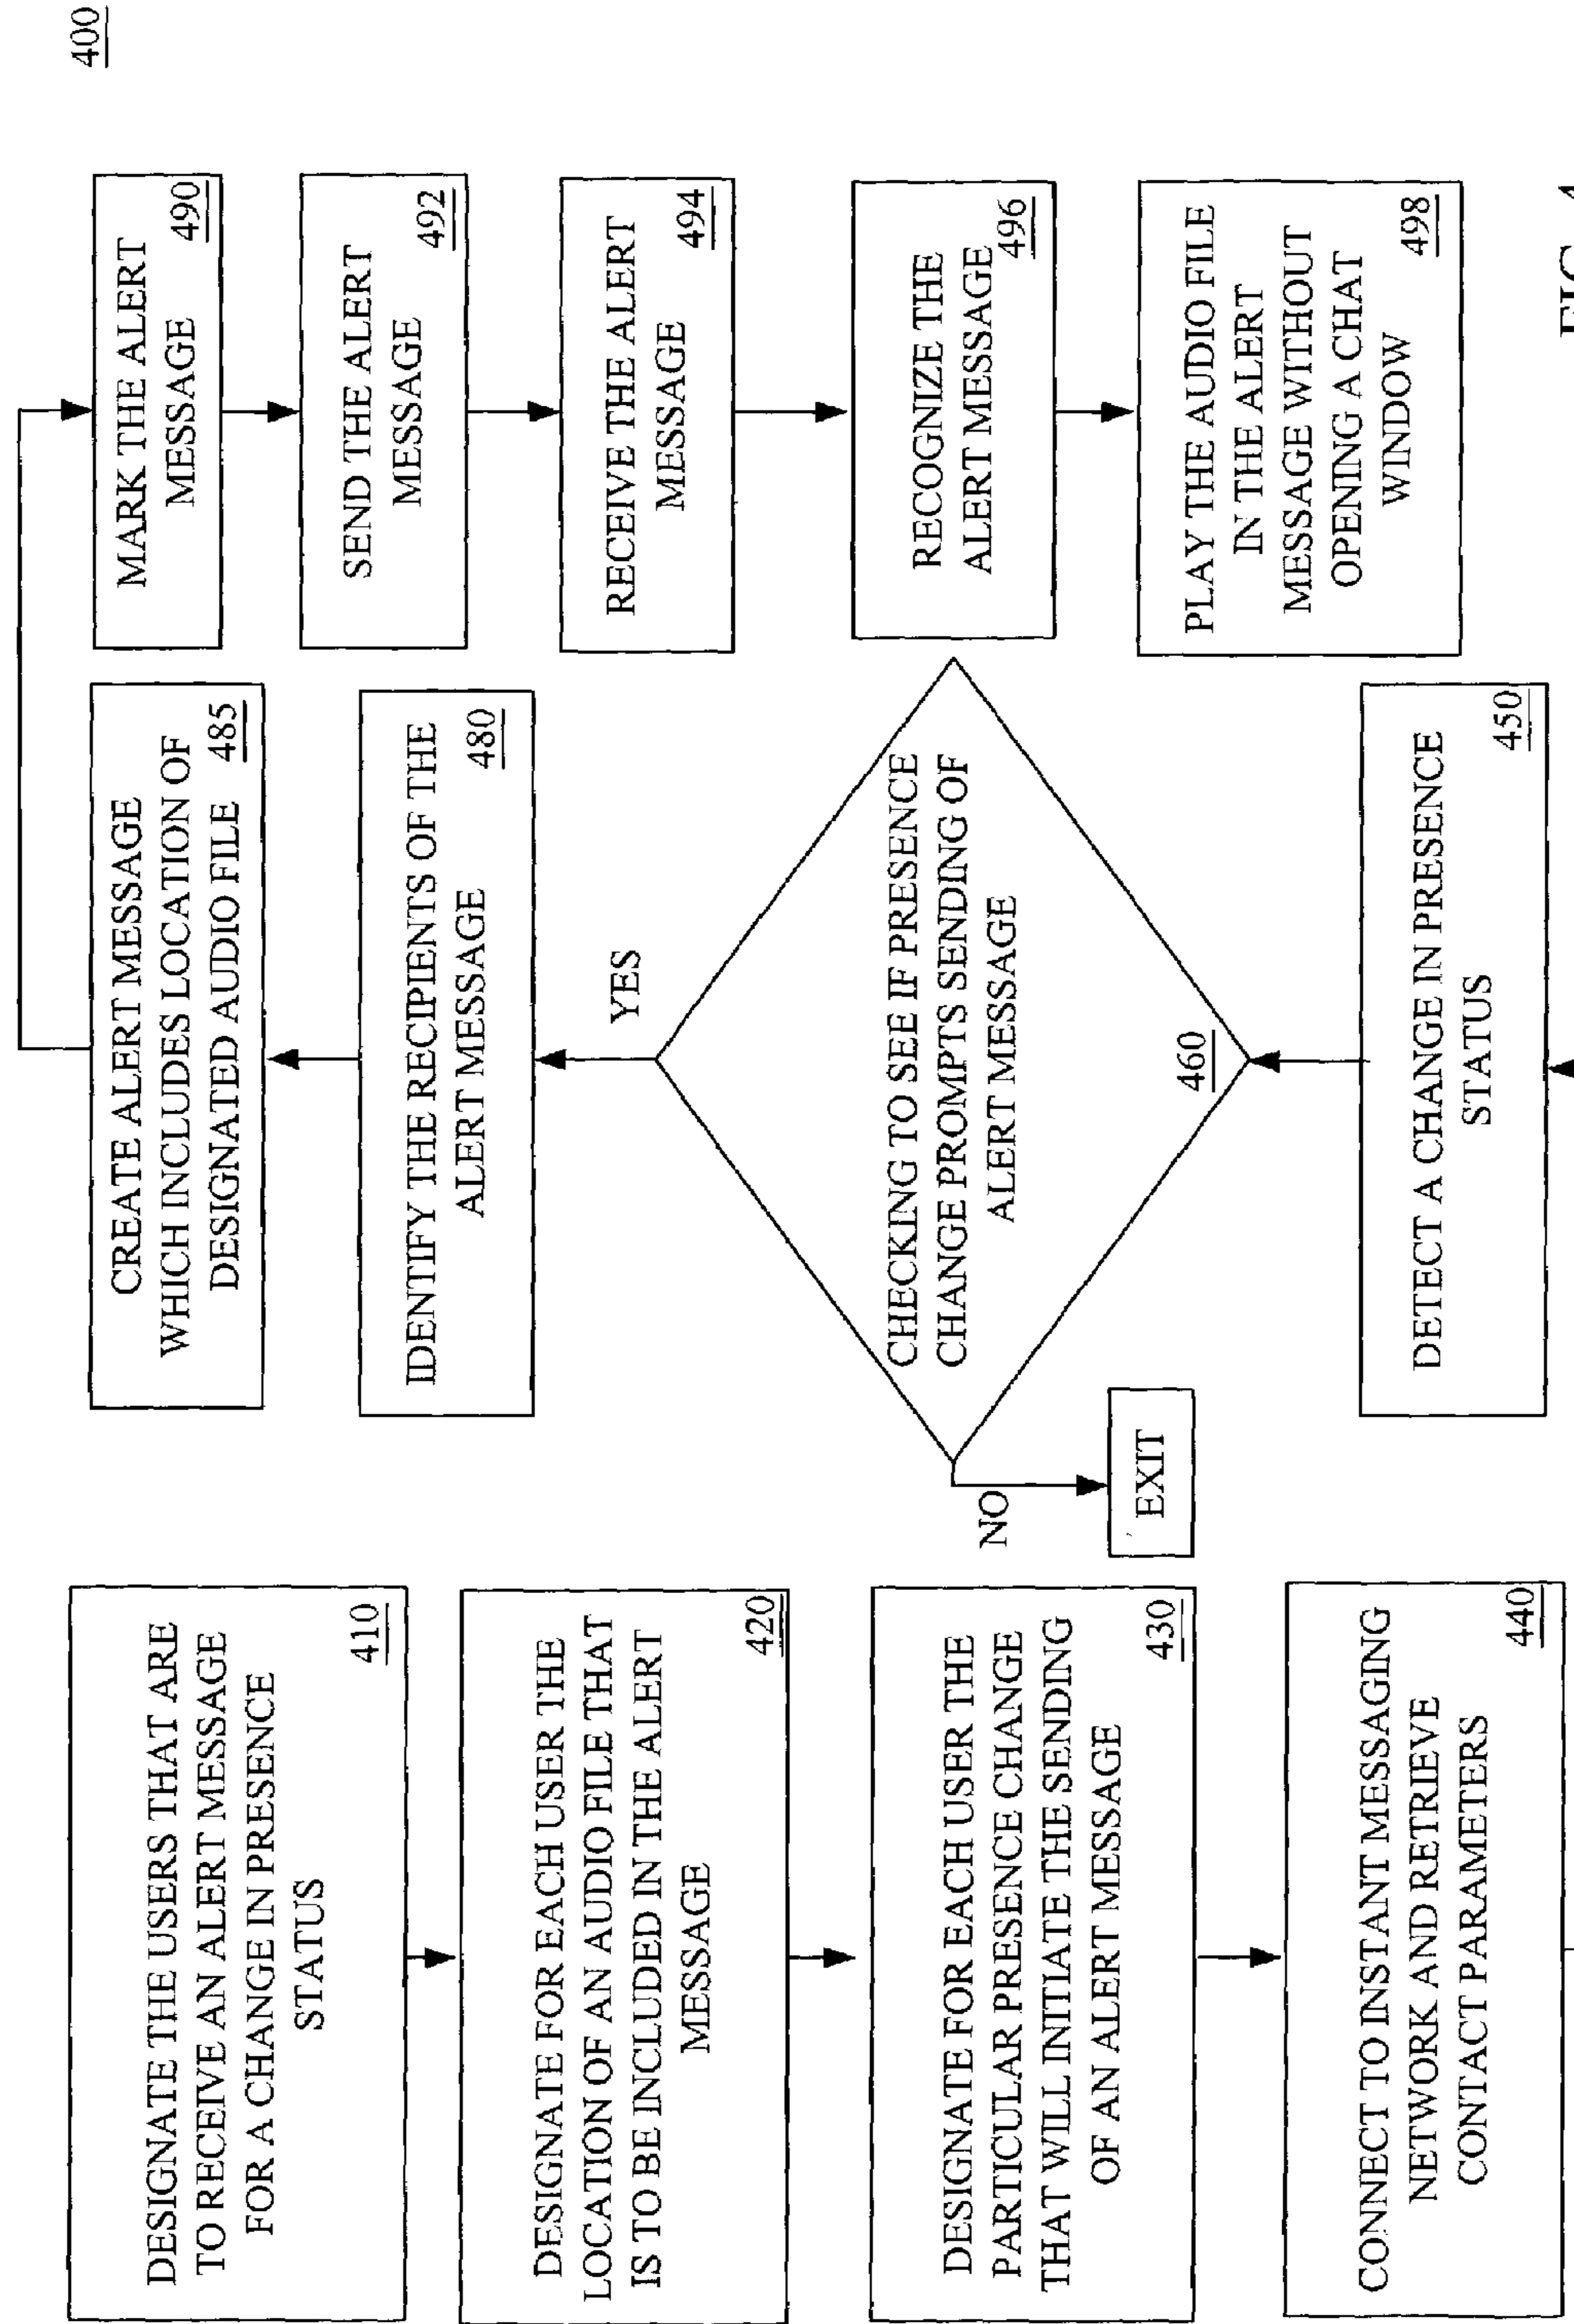 400
DESIGNATE THE USERS THAT ARE
TO RECEIVE AN ALERT MESSAGE
FOR A CHANGE IN PRESENCE
STATUS
410
DESIGNATE FOR EACH USER THE
LOCATION OF AN AUDIO FILE THAT
IS TO BE INCLUDED IN THE ALERT
MESSAGE
420
DESIGNATE FOR EACH USER THE
PARTICULAR PRESENCE CHANGE
THAT WILL INITIATE THE SENDING
OF AN ALERT MESSAGE
430
CONNECT TO INSTANT MESSAGING
NETWORK AND RETRIEVE
CONTACT PARAMETERS
440
DETECT A CHANGE IN PRESENCE
STATUS
450
CHECKING TO SEE IF PRESENCE
CHANGE PROMPTS SENDING OF
ALERT MESSAGE
460
NO
EXIT
YES
IDENTIFY THE RECIPIENTS OF THE
ALERT MESSAGE
480
CREATE ALERT MESSAGE
WHICH INCLUDES LOCATION OF
DESIGNATED AUDIO FILE
485
MARK THE ALERT
MESSAGE
490
SEND THE ALERT
MESSAGE
492
RECEIVE THE ALERT
MESSAGE
494
RECOGNIZE THE
ALERT MESSAGE
496
PLAY THE AUDIO FILE
IN THE ALERT
MESSAGE WITHOUT
OPENING A CHAT
WINDOW
498